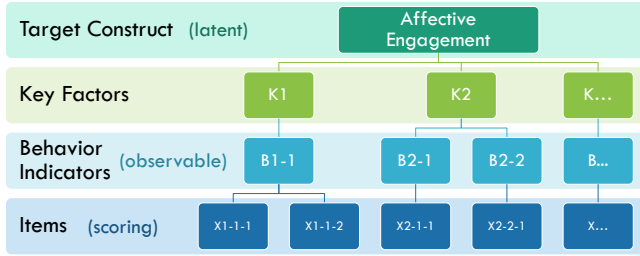 Target Construct (latent)
Affective
Engagement
Key Factors
K1
K2
K...
Behavior
Indicators
(observable)
B1-1
B2-1
B2-2
B...
Items (scoring)
X1-1-1
X1-1-2
X2-1-1
X2-2-1
X...